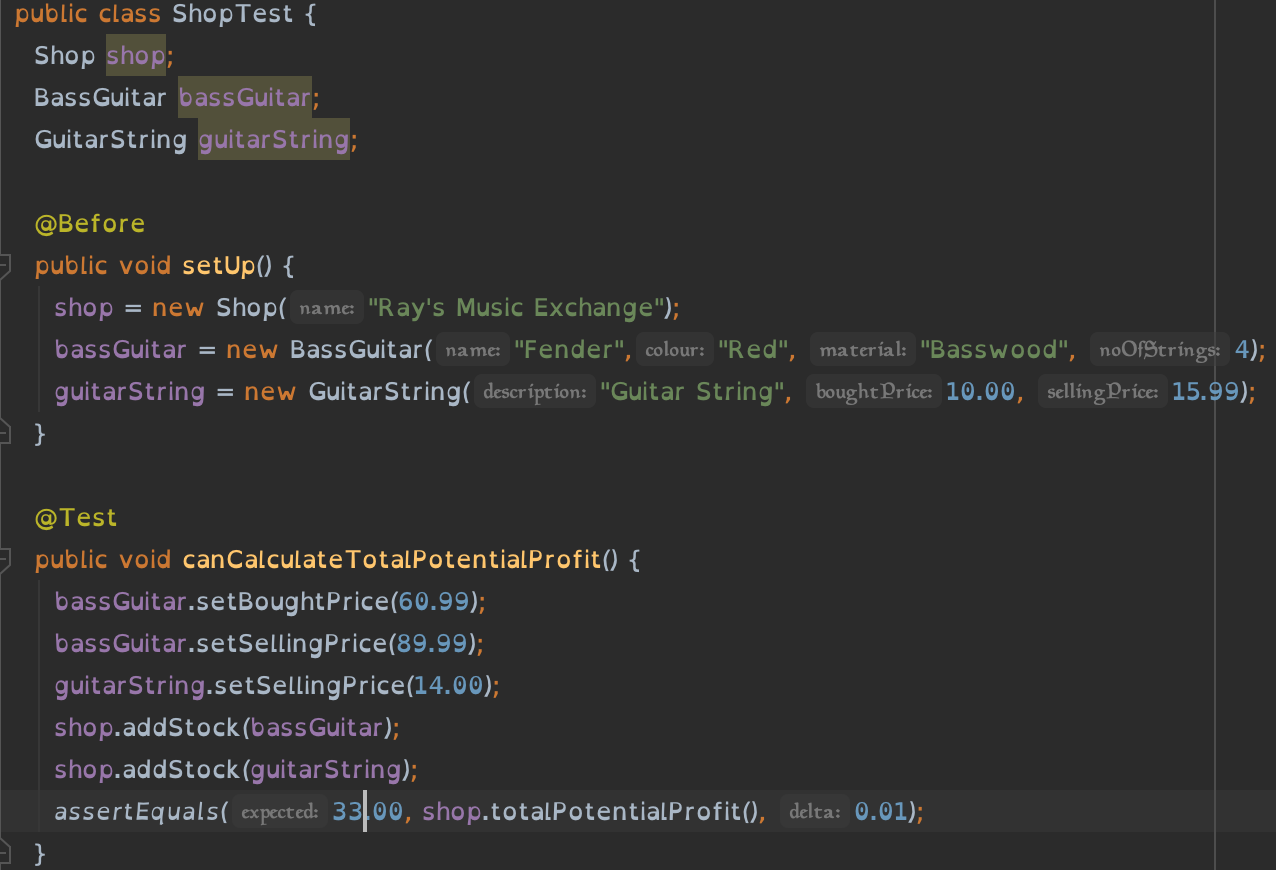 public class ShopTest {
Shop shop;
BassGuitar bassGuitar;
GuitarString guitarString;
@Before
public void setUp() {
shop = new Shop( name: "Ray's Music Exchange");
bassGuitar = new BassGuitar( name: "Fender", colour: "Red", material: "Basswood", noOfStrings: 4);
guitarString = new GuitarString( description: "Guitar String", boughtPrice: 10.00, sellingPrice: 15.99);
}
@Test
public void canCalculateTotalPotentialProfit() {
bassGuitar.setBoughtPrice(60.99);
bassGuitar.setSellingPrice(89.99);
guitarString.setSellingPrice(14.00);
shop.addStock(bassGuitar);
shop.addStock(guitarString);
assertEquals( expected: 33.00, shop.totalPotentialProfit(), delta: 0.01);
}